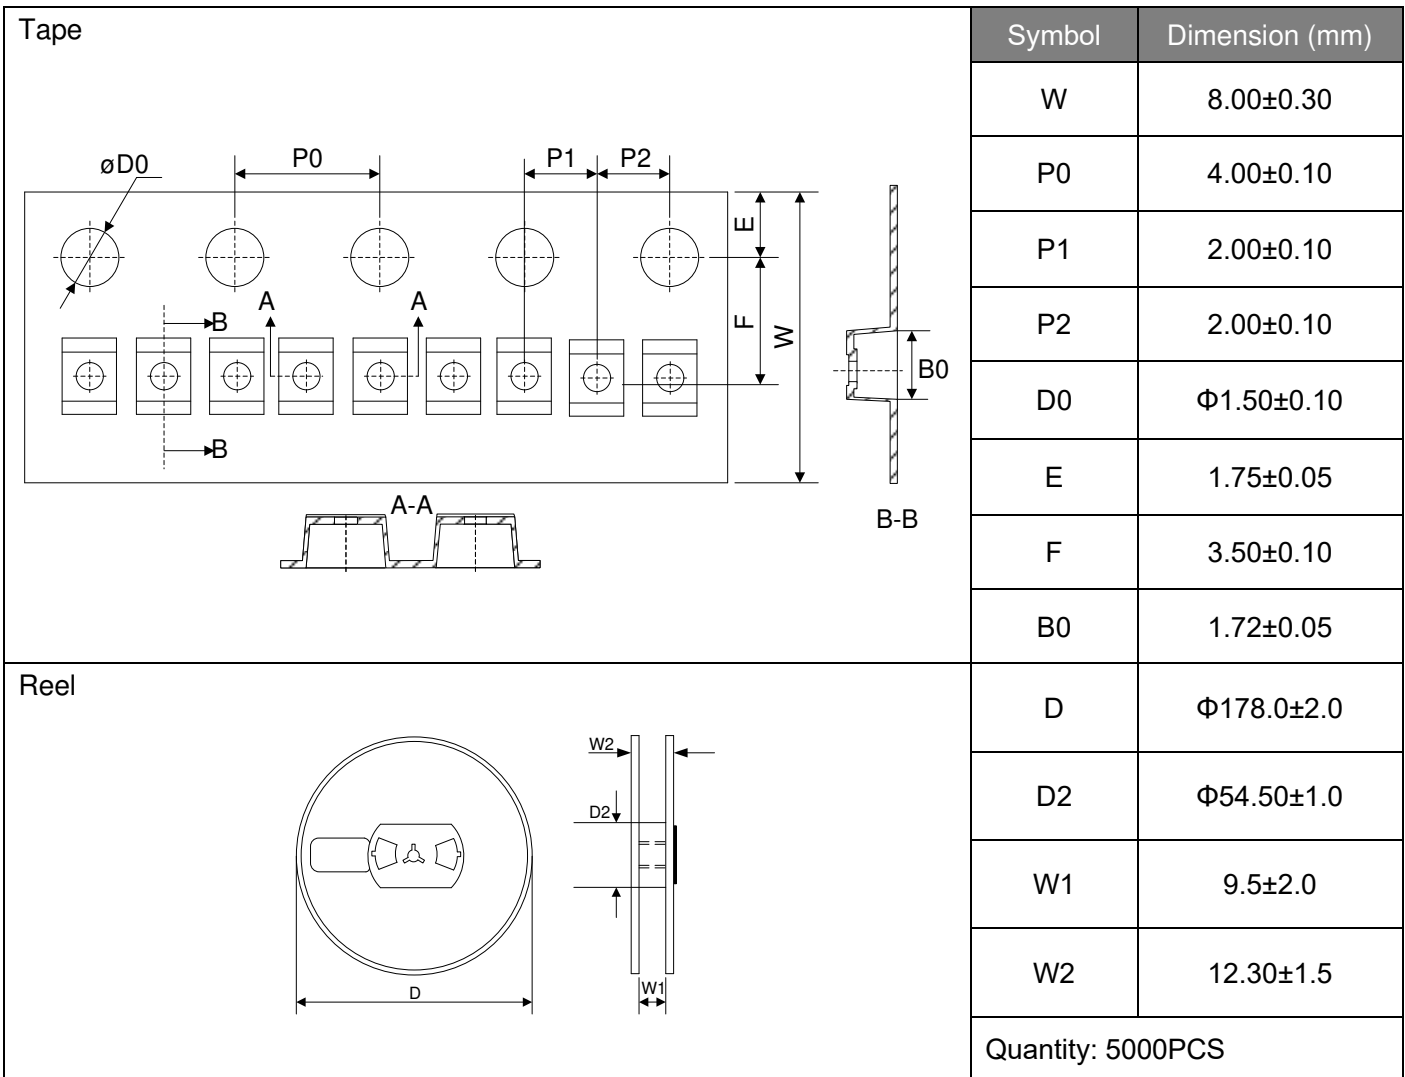 Tape
øD0
P0
P1
P2
E
F
W
A
A
B
B
B0
A-A
B-B
Reel
W2
D2
W1
D
Symbol Dimension (mm)
W 8.00±0.30
P0 4.00±0.10
P1 2.00±0.10
P2 2.00±0.10
D0 Φ1.50±0.10
E 1.75±0.05
F 3.50±0.10
B0 1.72±0.05
D Φ178.0±2.0
D2 Φ54.50±1.0
W1 9.5±2.0
W2 12.30±1.5
Quantity: 5000PCS